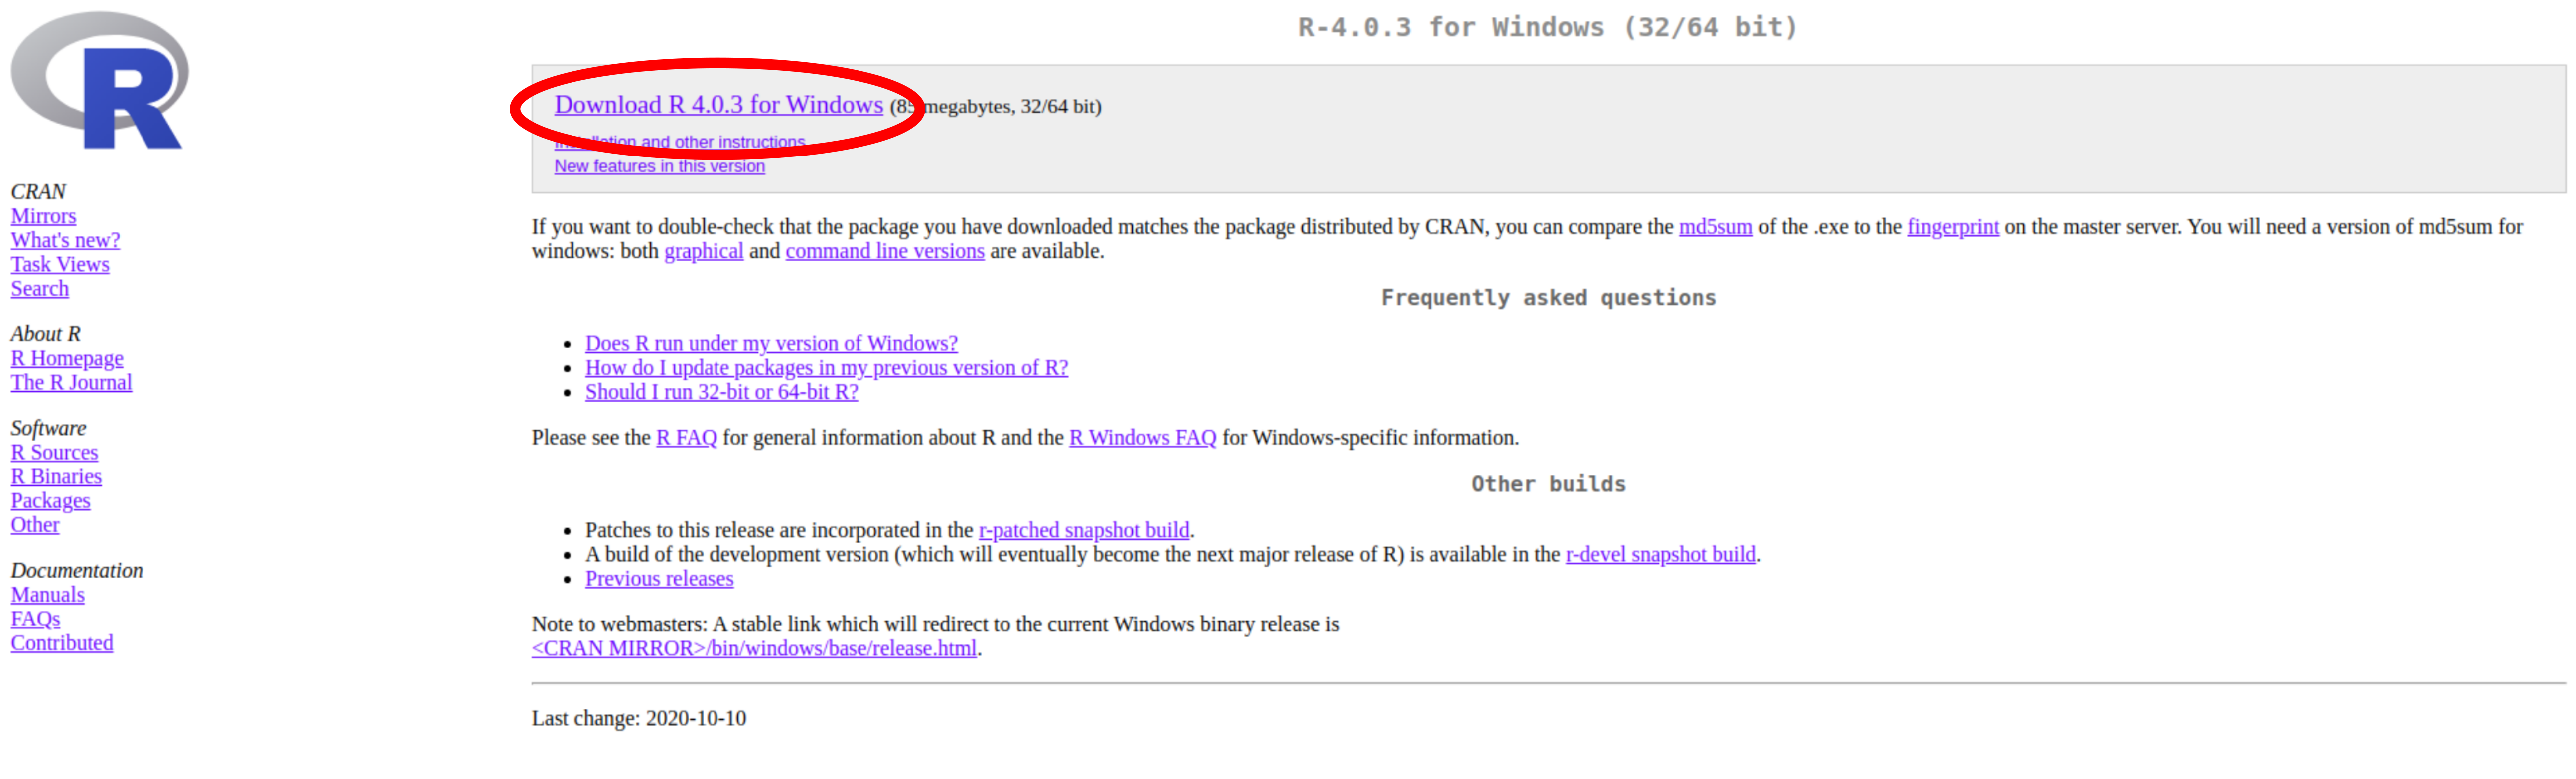 R
CRAN
Mirrors
What's new?
Task Views
Search
About R
R Homepage
The R Journal
Software
R Sources
R Binaries
Packages
Other
Documentation
Manuals
FAQs
Contributed
R-4.0.3 for Windows (32/64 bit)
Download R 4.0.3 for Windows (85 megabytes, 32/64 bit)
Installation and other instructions
New features in this version
If you want to double-check that the package you have downloaded matches the package distributed by CRAN, you can compare the md5sum of the .exe to the fingerprint on the master server. You will need a version of md5sum for
windows: both graphical and command line versions are available.
Frequently asked questions
Does R run under my version of Windows?
How do I update packages in my previous version of R?
Should I run 32-bit or 64-bit R?
Please see the R FAQ for general information about R and the R Windows FAQ for Windows-specific information.
Other builds
Patches to this release are incorporated in the r-patched snapshot build.
A build of the development version (which will eventually become the next major release of R) is available in the r-devel snapshot build.
Previous releases
Note to webmasters: A stable link which will redirect to the current Windows binary release is
<CRAN MIRROR>/bin/windows/base/release.html.
Last change: 2020-10-10